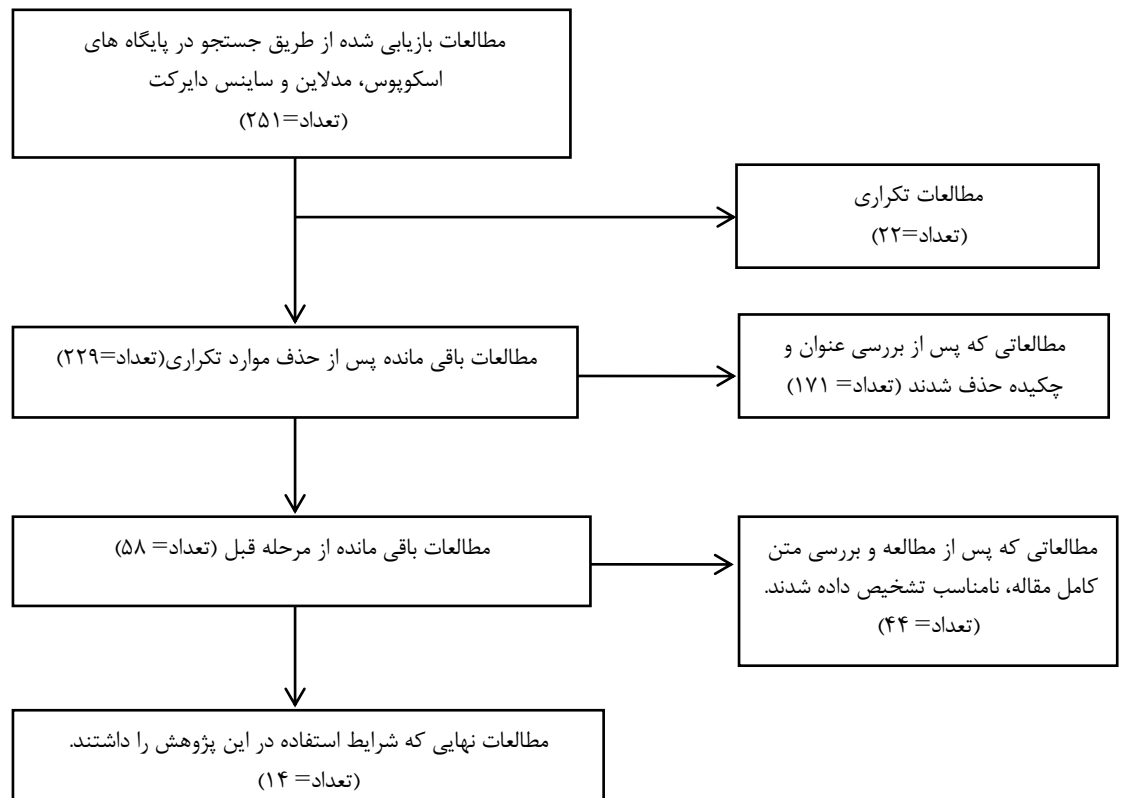 مطالعات بازیابی شده از طریق جستجو در پایگاه های
اسکوپوس، مدلاین و ساینس دایرکت
(تعداد=۲۵۱)
مطالعات تکراری
(تعداد=۲۲)
مطالعات باقی مانده پس از حذف موارد تکراری(تعداد=۲۲۹)
مطالعاتی که پس از بررسی عنوان و
چکیده حذف شدند (تعداد= ۱۷۱)
مطالعات باقی مانده از مرحله قبل (تعداد= ۵۸)
مطالعاتی که پس از مطالعه و بررسی متن
کامل مقاله، نامناسب تشخیص داده شدند.
(تعداد= ۴۴)
مطالعات نهایی که شرایط استفاده در این پژوهش را داشتند.
(تعداد= ۱۴)